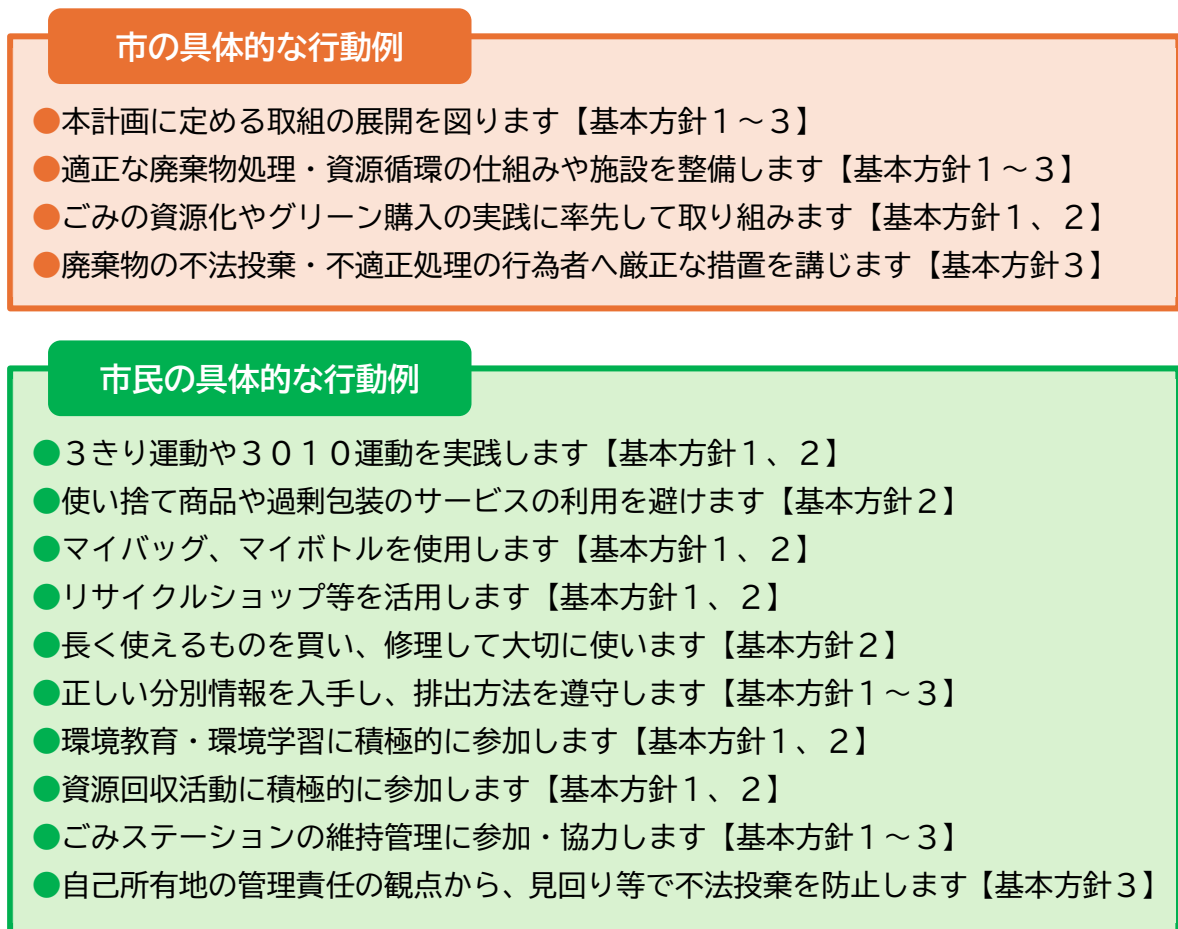 市の具体的な行動例
●本計画に定める取組の展開を図ります【基本方針１～３】
●適正な廃棄物処理・資源循環の仕組みや施設を整備します【基本方針１～３】
●ごみの資源化やグリーン購入の実践に率先して取り組みます【基本方針１、２】
●廃棄物の不法投棄・不適正処理の行為者へ厳正な措置を講じます【基本方針３】
市民の具体的な行動例
●３きり運動や３０１０運動を実践します【基本方針１、２】
●使い捨て商品や過剰包装のサービスの利用を避けます【基本方針２】
●マイバッグ、マイボトルを使用します【基本方針１、２】
●リサイクルショップ等を活用します【基本方針１、２】
●長く使えるものを買い、修理して大切に使います【基本方針２】
●正しい分別情報を入手し、排出方法を遵守します【基本方針１～３】
●環境教育・環境学習に積極的に参加します【基本方針１、２】
●資源回収活動に積極的に参加します【基本方針１、２】
●ごみステーションの維持管理に参加・協力します【基本方針１～３】
●自己所有地の管理責任の観点から、見回り等で不法投棄を防止します【基本方針３】